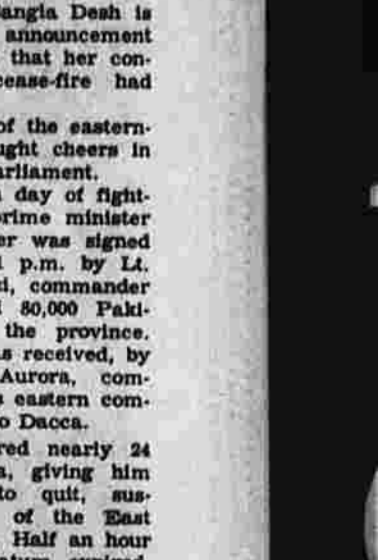 angla Desh is
announcement
that her con-
cease-fire had
of the eastern-
ught cheers in
arliament.
day of fight-
prime minister
er was signed
p.m. by Lt.
commander
80,000 Paki-
the province.
s received, by
Aurora, com-
eastern com-
o Dacca.
red nearly 24
a, giving him
to quit, sus-
of the East
Half an hour